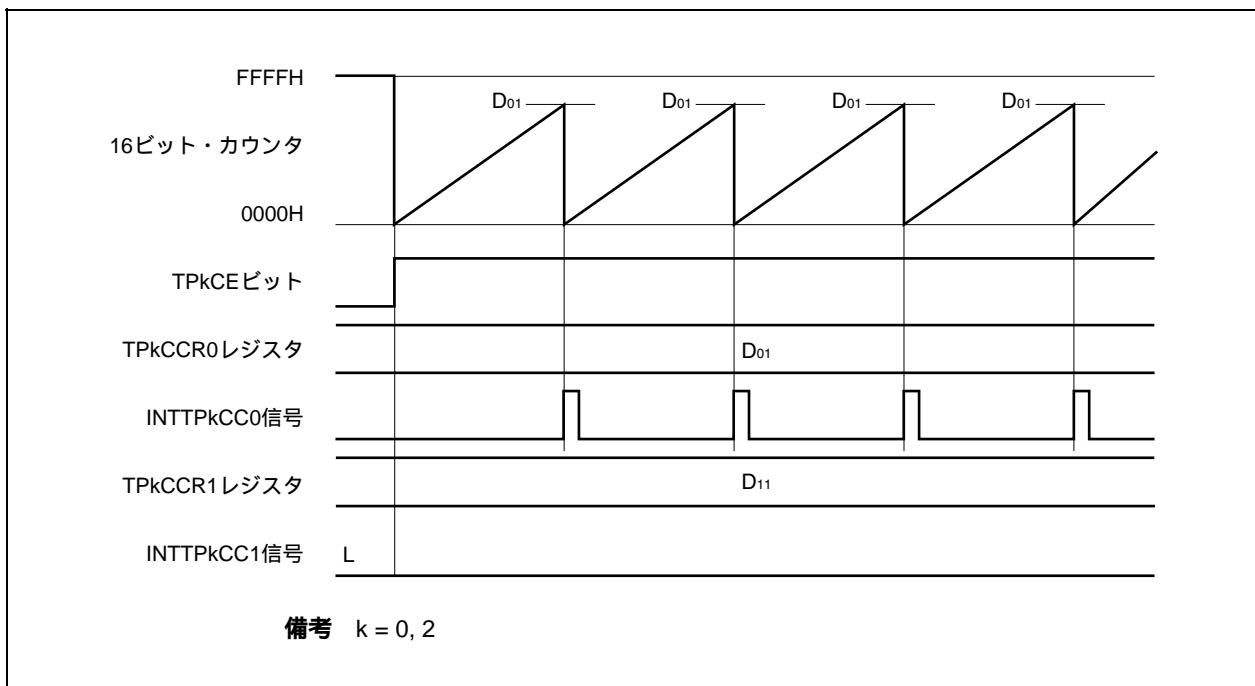 FFFFH
D01 D01 D01 D01
16ビット・カウンタ
0000H
TPkCEビット
TPkCCR0レジスタ D01
INTTPkCC0信号
TPkCCR1レジスタ D11
INTTPkCC1信号 L
備考 k = 0, 2